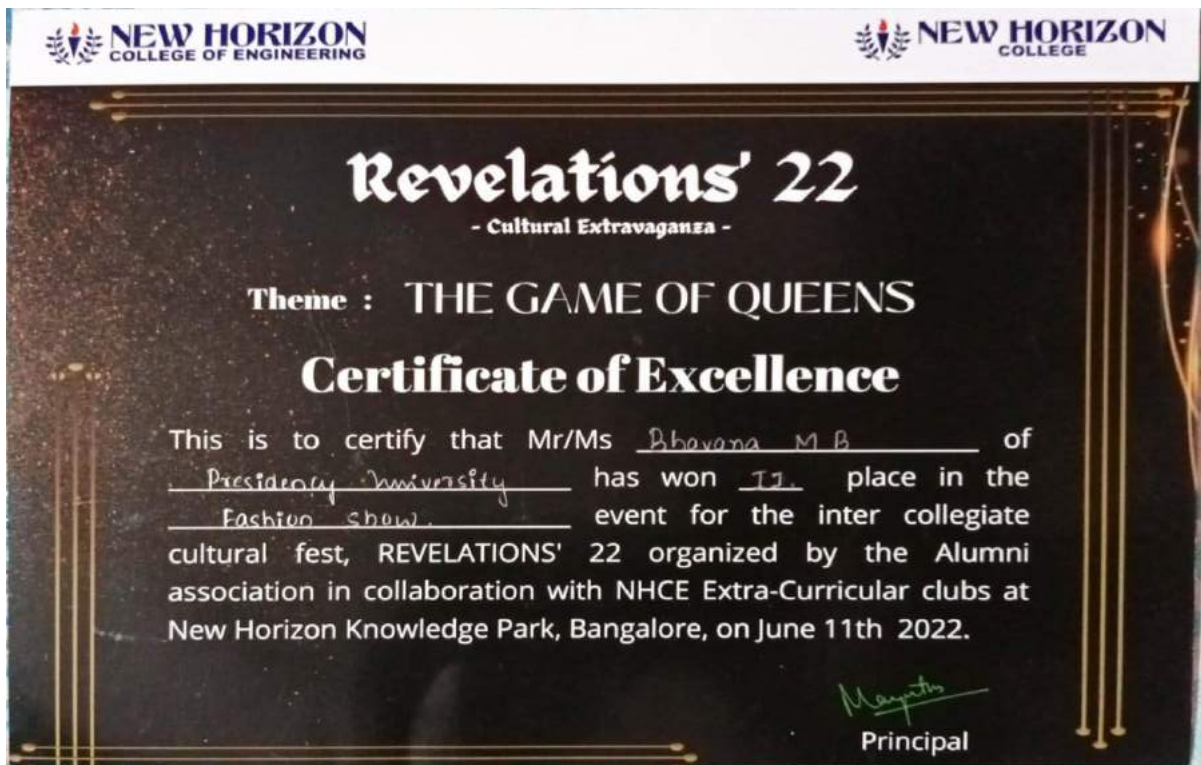 NEW HORIZON
COLLEGE OF ENGINEERING
NEW HORIZON
COLLEGE
Revelations' 22
- Cultural Extravaganza -
Theme : THE GAME OF QUEENS
Certificate of Excellence
This is to certify that Mr/Ms Bhavana M B of
Presidency University has won II. place in the
Fashion show. event for the inter collegiate
cultural fest, REVELATIONS' 22 organized by the Alumni
association in collaboration with NHCE Extra-Curricular clubs at
New Horizon Knowledge Park, Bangalore, on June 11th 2022.
Principal